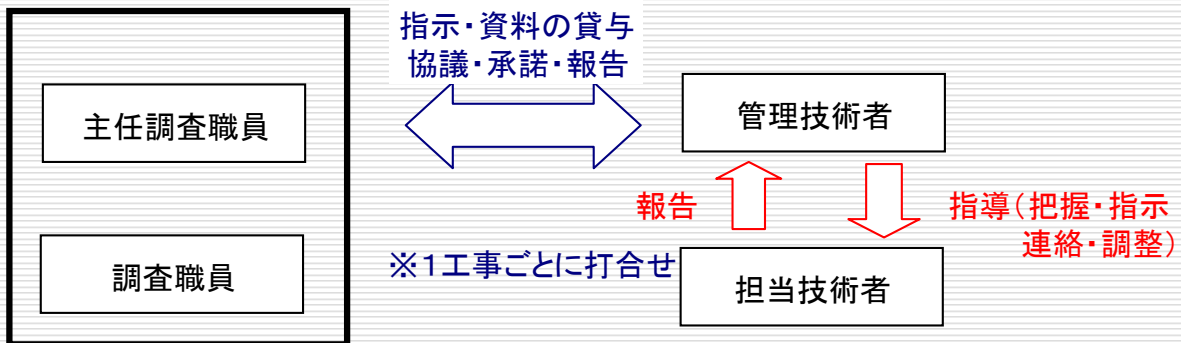 指示・資料の貸与
協議・承諾・報告
主任調査職員
管理技術者
報告
指導(把握・指示
連絡・調整)
調査職員
※1工事ごとに打合せ
担当技術者